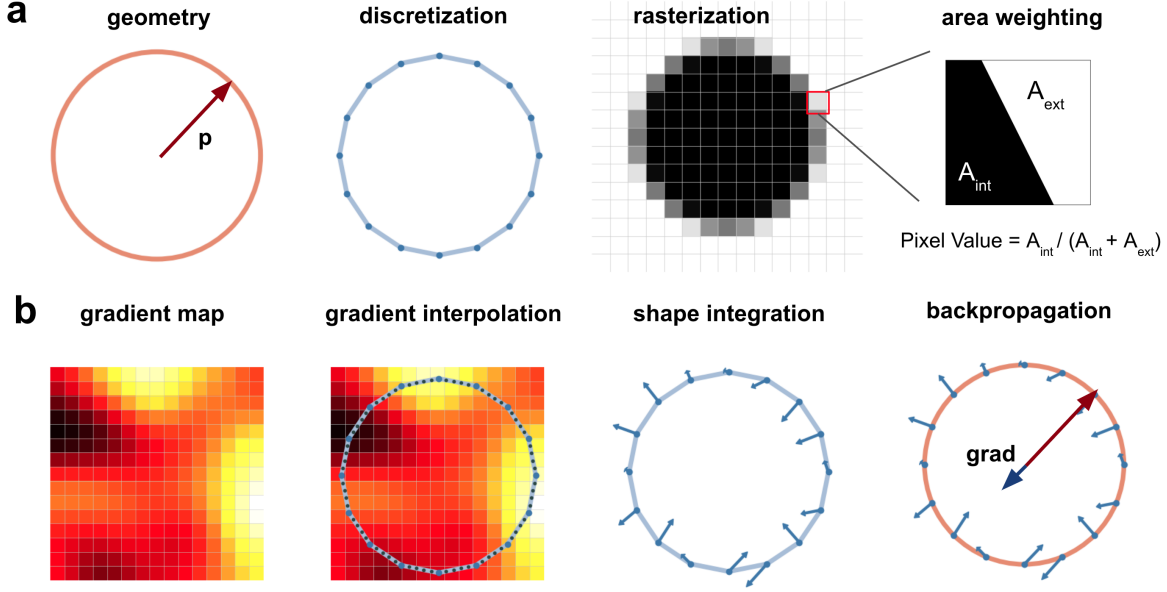 a
geometry
discretization
rasterization
area weighting
p
A_ext
A_int
Pixel Value = A_int / (A_int + A_ext)
b
gradient map
gradient interpolation
shape integration
backpropagation
grad